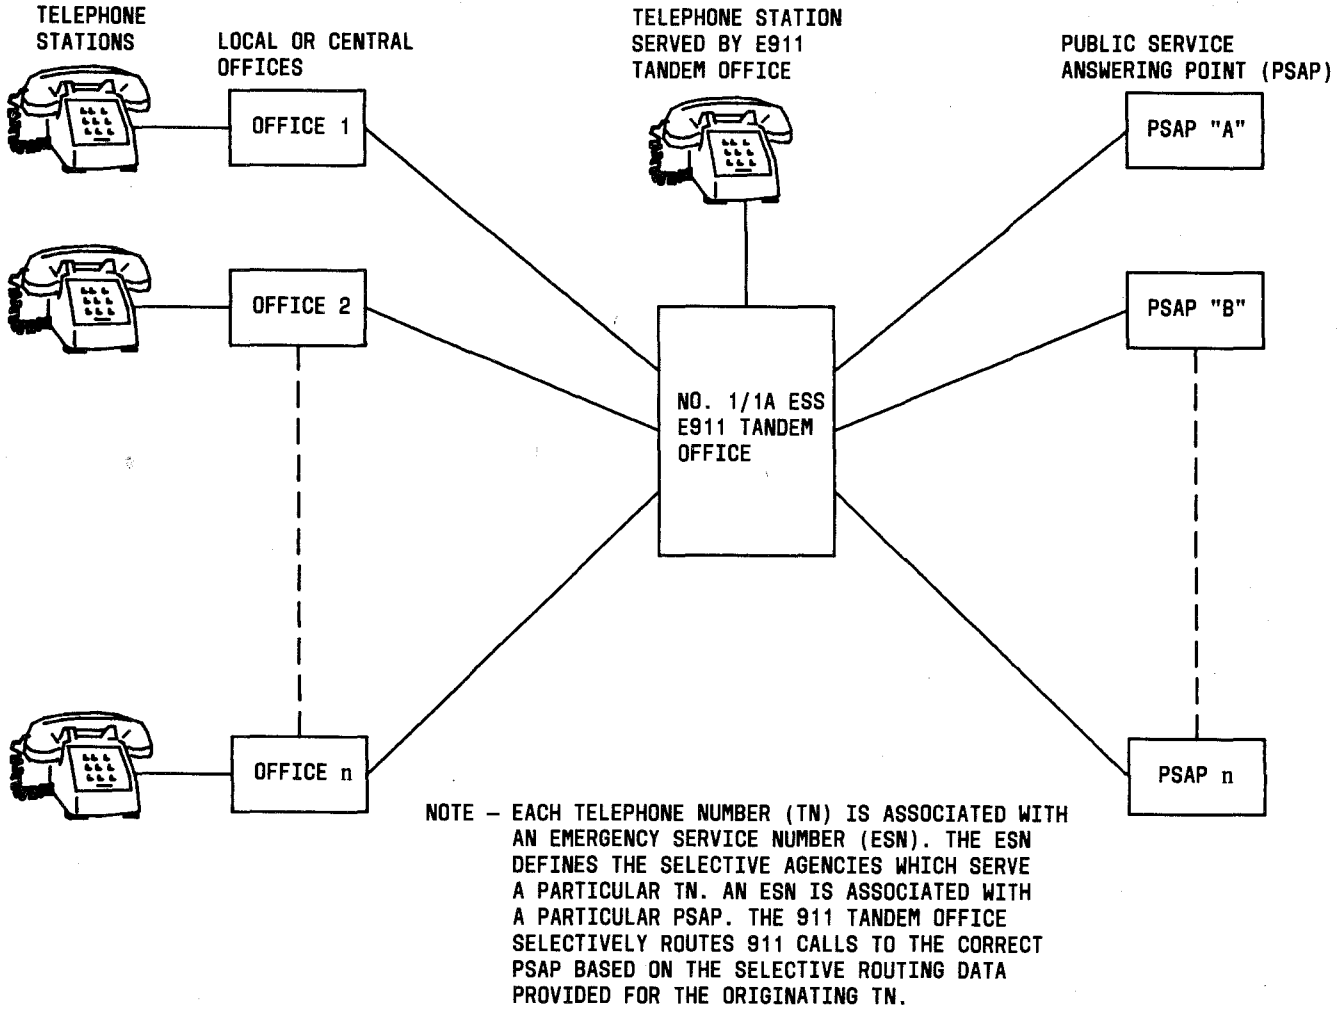 TELEPHONE
STATIONS
LOCAL OR CENTRAL
OFFICES
TELEPHONE STATION
SERVED BY E911
TANDEM OFFICE
PUBLIC SERVICE
ANSWERING POINT (PSAP)
OFFICE 1
PSAP "A"
OFFICE 2
PSAP "B"
NO. 1/1A ESS
E911 TANDEM
OFFICE
OFFICE n
PSAP n
NOTE – EACH TELEPHONE NUMBER (TN) IS ASSOCIATED WITH
AN EMERGENCY SERVICE NUMBER (ESN). THE ESN
DEFINES THE SELECTIVE AGENCIES WHICH SERVE
A PARTICULAR TN. AN ESN IS ASSOCIATED WITH
A PARTICULAR PSAP. THE 911 TANDEM OFFICE
SELECTIVELY ROUTES 911 CALLS TO THE CORRECT
PSAP BASED ON THE SELECTIVE ROUTING DATA
PROVIDED FOR THE ORIGINATING TN.